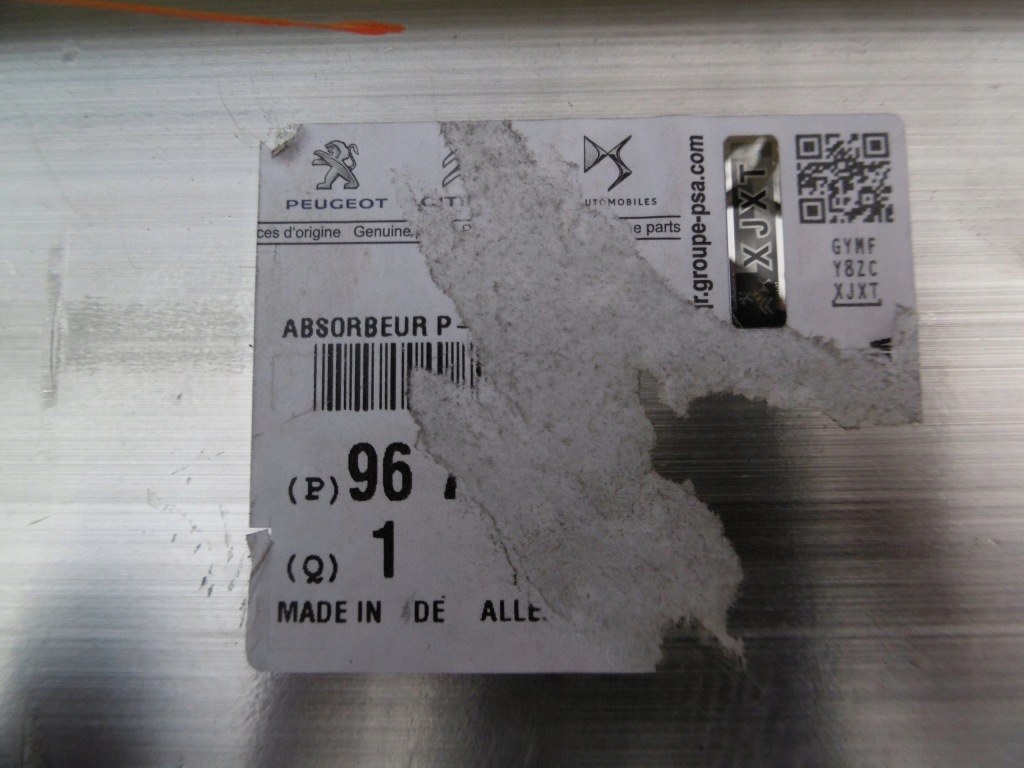 PEUGEOT
ces d'origine Genuine, e parts
ABSORBEUR P-
(P) 96
(Q) 1
MADE IN DE ALLE
r.groupe-psa.com
XJXT
GYMF
Y8ZC
XJXT